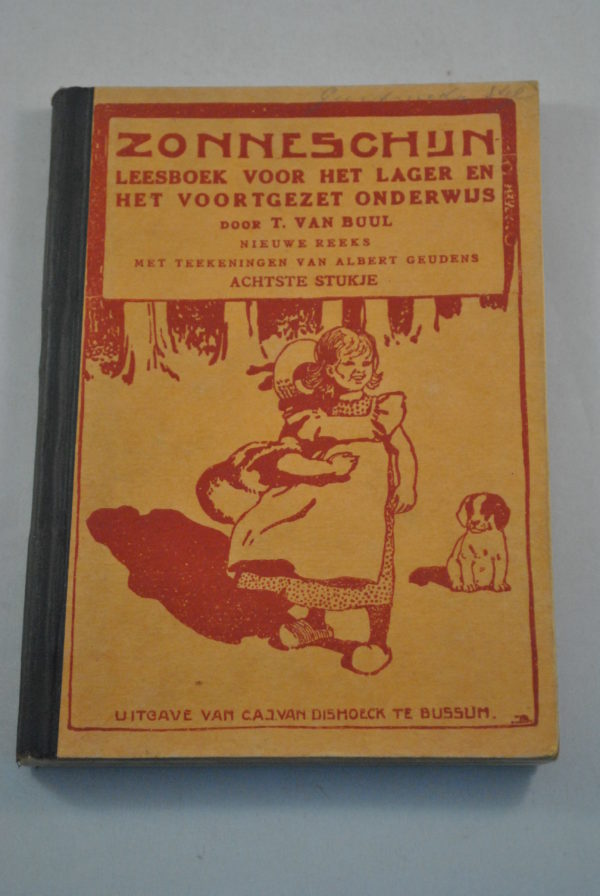 ZONNESCHIJN
LEESBOEK VOOR HET LAGER EN
HET VOORTGEZET ONDERWIJS
DOOR T. VAN BUUL
NIEUWE REEKS
MET TEEKENINGEN VAN ALBERT GEUDENS
ACHTSTE STUKJE
UITGAVE VAN C.A.J. VAN DISHOECK TE BUSSUM.